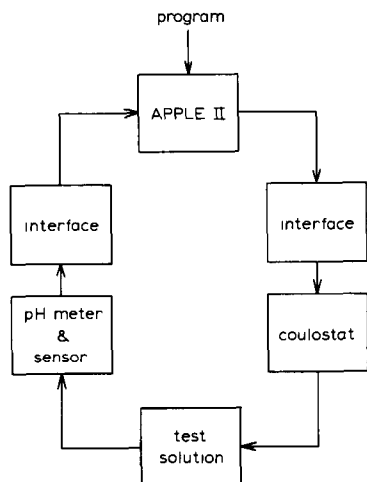 program
APPLE II
interface
interface
pH meter
&
sensor
coulostat
test
solution